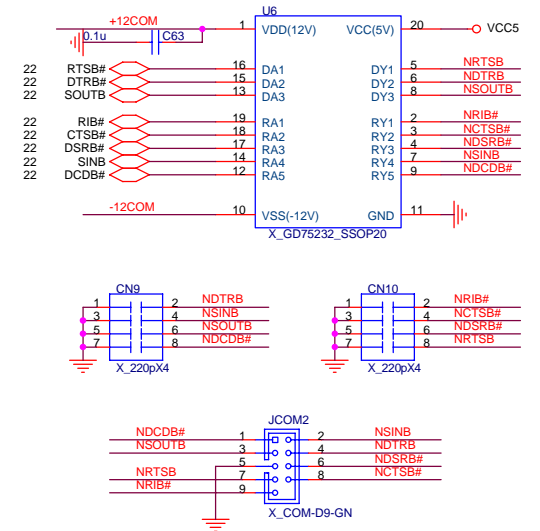 U6
+12COM 1 VDD(12V) VCC(5V) 20 VCC5
0.1u C63
22 RTSB# 16 DA1 DY1 5 NRTSB
22 DTRB# 15 DA2 DY2 6 NDTRB
22 SOUTB 13 DA3 DY3 8 NSOUTB
22 RIB# 19 RA1 RY1 2 NRIB#
22 CTSB# 18 RA2 RY2 3 NCTSB#
22 DSRB# 17 RA3 RY3 4 NDSRB#
22 SINB 14 RA4 RY4 7 NSINB
22 DCDB# 12 RA5 RY5 9 NDCDB#
-12COM 10 VSS(-12V) GND 11
X_GD75232_SSOP20
CN9 CN10
1 2 NDTRB 1 2 NRIB#
3 4 NSINB 3 4 NCTSB#
5 6 NSOUTB 5 6 NDSRB#
7 8 NDCDB# 7 8 NRTSB
X_220pX4 X_220pX4
JCOM2
NDCDB# 1 2 NSINB
NSOUTB 3 4 NDTRB
5 6 NDSRB#
NRTSB 7 8 NCTSB#
NRIB# 9
X_COM-D9-GN